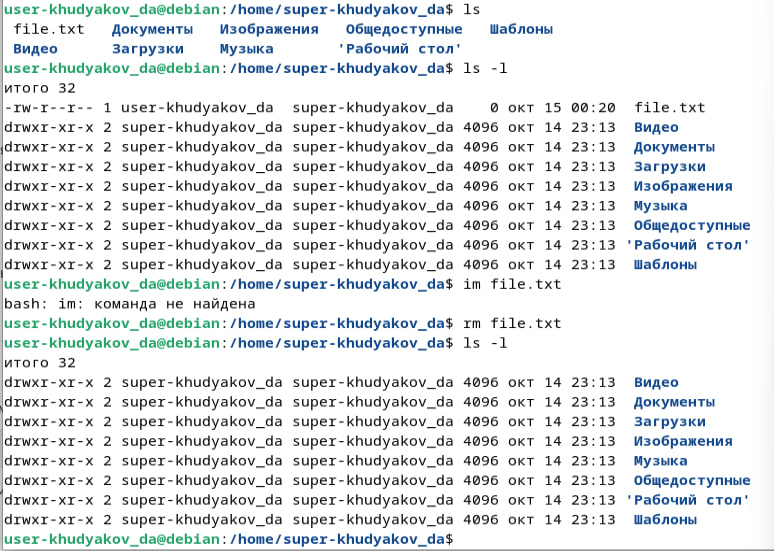 user-khudyakov_da@debian:/home/super-khudyakov_da$ ls
file.txt Документы Изображения Общедоступные Шаблоны
Видео Загрузки Музыка 'Рабочий стол'
user-khudyakov_da@debian:/home/super-khudyakov_da$ ls -l
итого 32
-rw-r--r-- 1 user-khudyakov_da super-khudyakov_da 0 окт 15 00:20 file.txt
drwxr-xr-x 2 super-khudyakov_da super-khudyakov_da 4096 окт 14 23:13 Видео
drwxr-xr-x 2 super-khudyakov_da super-khudyakov_da 4096 окт 14 23:13 Документы
drwxr-xr-x 2 super-khudyakov_da super-khudyakov_da 4096 окт 14 23:13 Загрузки
drwxr-xr-x 2 super-khudyakov_da super-khudyakov_da 4096 окт 14 23:13 Изображения
drwxr-xr-x 2 super-khudyakov_da super-khudyakov_da 4096 окт 14 23:13 Музыка
drwxr-xr-x 2 super-khudyakov_da super-khudyakov_da 4096 окт 14 23:13 Общедоступные
drwxr-xr-x 2 super-khudyakov_da super-khudyakov_da 4096 окт 14 23:13 'Рабочий стол'
drwxr-xr-x 2 super-khudyakov_da super-khudyakov_da 4096 окт 14 23:13 Шаблоны
user-khudyakov_da@debian:/home/super-khudyakov_da$ im file.txt
bash: im: команда не найдена
user-khudyakov_da@debian:/home/super-khudyakov_da$ rm file.txt
user-khudyakov_da@debian:/home/super-khudyakov_da$ ls -l
итого 32
drwxr-xr-x 2 super-khudyakov_da super-khudyakov_da 4096 окт 14 23:13 Видео
drwxr-xr-x 2 super-khudyakov_da super-khudyakov_da 4096 окт 14 23:13 Документы
drwxr-xr-x 2 super-khudyakov_da super-khudyakov_da 4096 окт 14 23:13 Загрузки
drwxr-xr-x 2 super-khudyakov_da super-khudyakov_da 4096 окт 14 23:13 Изображения
drwxr-xr-x 2 super-khudyakov_da super-khudyakov_da 4096 окт 14 23:13 Музыка
drwxr-xr-x 2 super-khudyakov_da super-khudyakov_da 4096 окт 14 23:13 Общедоступные
drwxr-xr-x 2 super-khudyakov_da super-khudyakov_da 4096 окт 14 23:13 'Рабочий стол'
drwxr-xr-x 2 super-khudyakov_da super-khudyakov_da 4096 окт 14 23:13 Шаблоны
user-khudyakov_da@debian:/home/super-khudyakov_da$